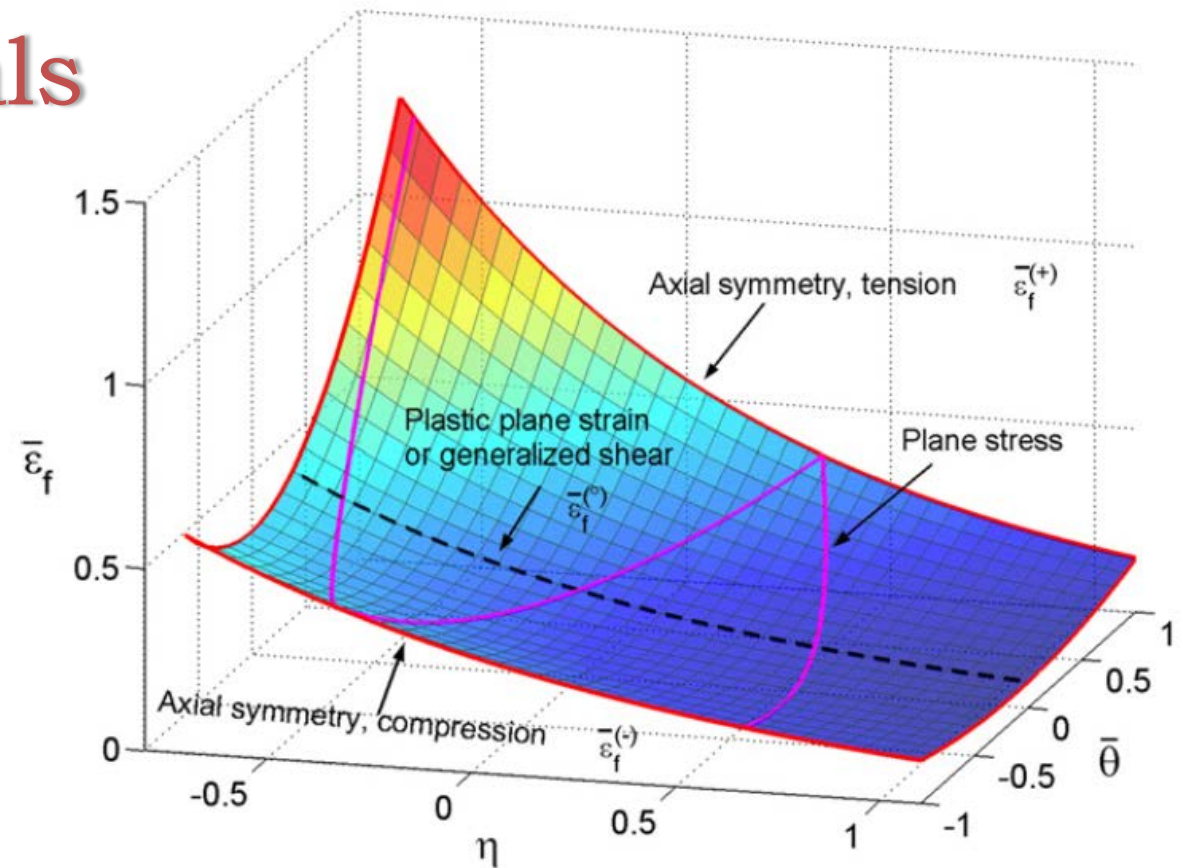 ls
1.5
1
0.5
0
ε̅f
Axial symmetry, tension ε̅f(+)
Plastic plane strain
or generalized shear
ε̅f(o)
Plane stress
Axial symmetry, compression ε̅f(-)
-0.5
0
0.5
1
η
-1
-0.5
0
0.5
1
θ̅